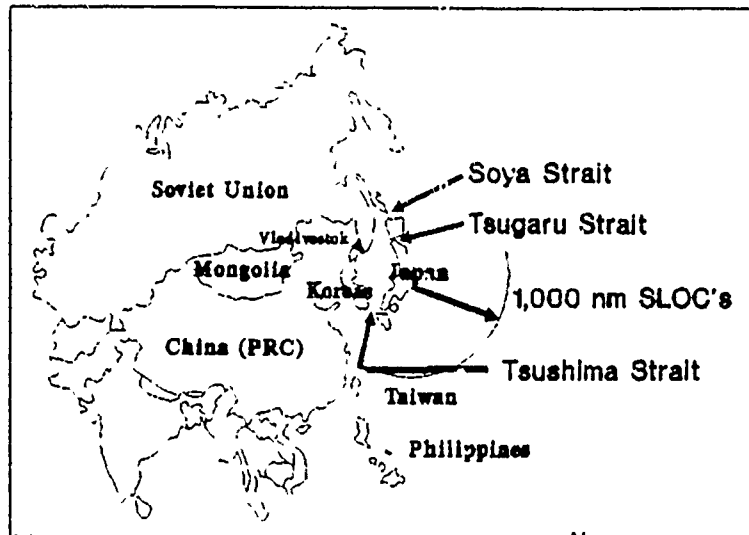 Soya Strait
Soviet Union
Tsugaru Strait
Vladivostok
Mongolia
Japan
Koreas
1,000 nm SLOC's
China (PRC)
Tsushima Strait
Taiwan
Philippines